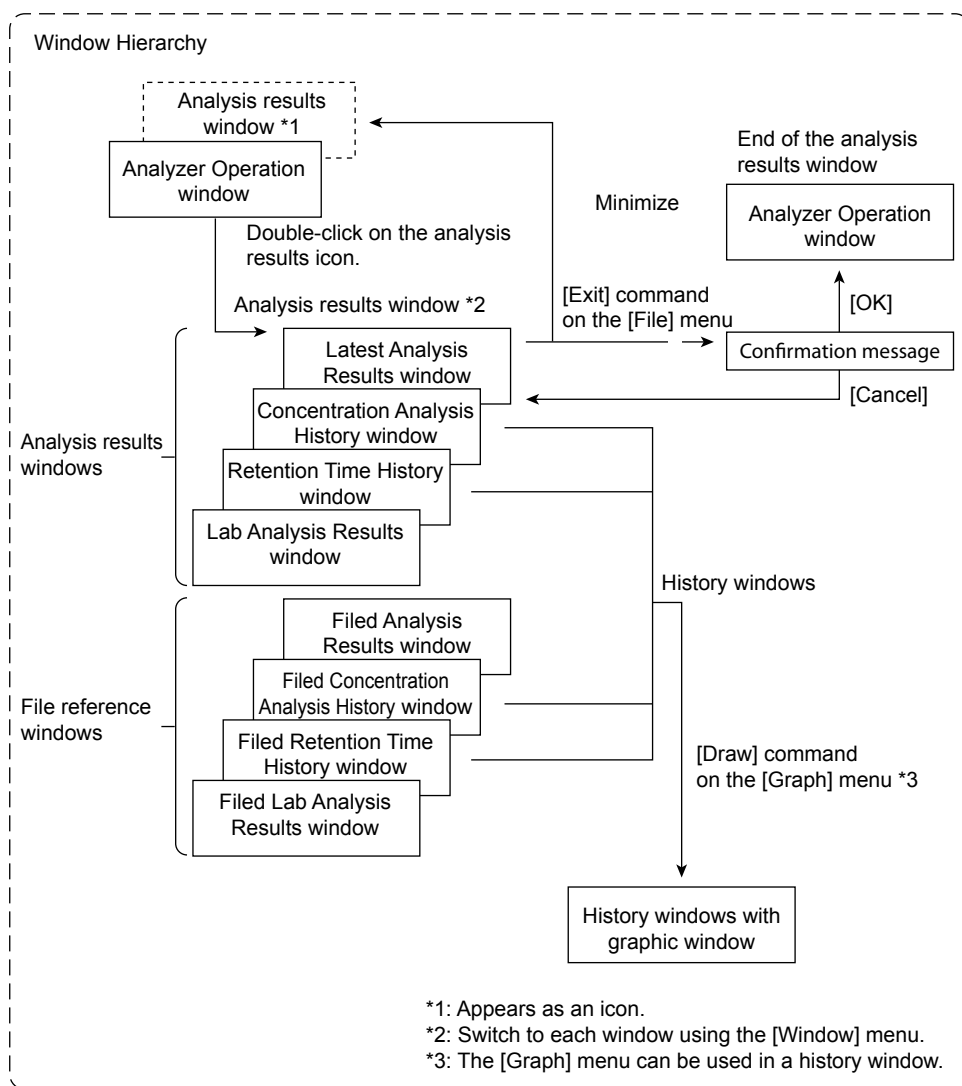 Window Hierarchy
Analysis results
window *1
Analyzer Operation
window
End of the analysis
results window
Minimize
Analyzer Operation
window
Double-click on the analysis
results icon.
Analysis results window *2
[Exit] command
on the [File] menu
[OK]
Confirmation message
[Cancel]
Latest Analysis
Results window
Concentration Analysis
History window
Analysis results
windows
Retention Time History
window
Lab Analysis Results
window
History windows
Filed Analysis
Results window
Filed Concentration
Analysis History window
File reference
windows
Filed Retention Time
History window
Filed Lab Analysis
Results window
[Draw] command
on the [Graph] menu *3
History windows with
graphic window
*1: Appears as an icon.
*2: Switch to each window using the [Window] menu.
*3: The [Graph] menu can be used in a history window.